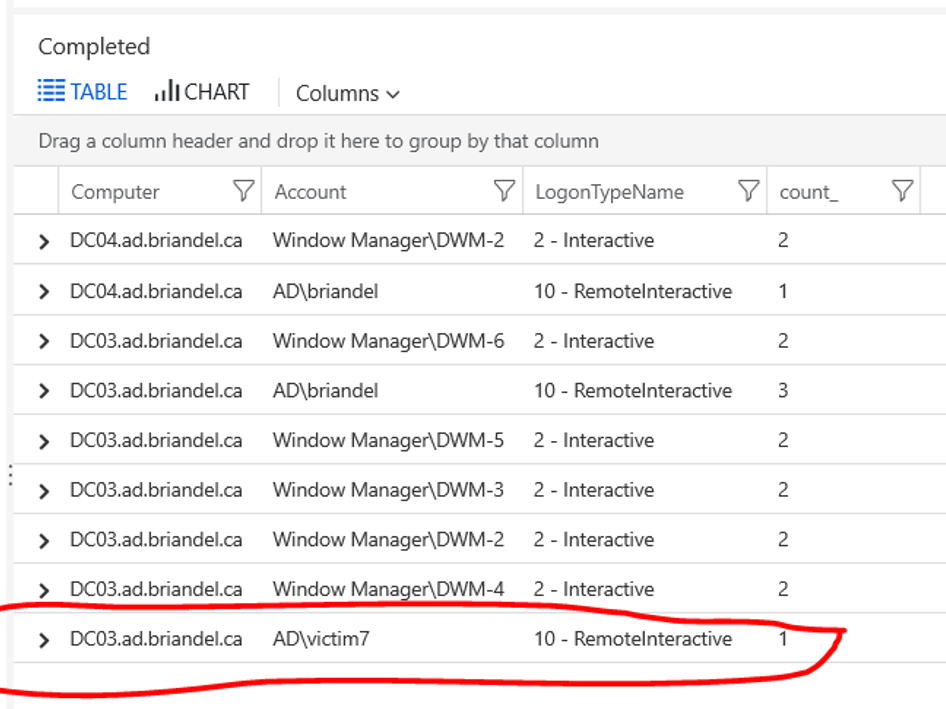 Completed
TABLE CHART Columns
Drag a column header and drop it here to group by that column
Computer Account LogonTypeName count_
DC04.ad.briandel.ca Window Manager\DWM-2 2 - Interactive 2
DC04.ad.briandel.ca AD\briandel 10 - RemoteInteractive 1
DC03.ad.briandel.ca Window Manager\DWM-6 2 - Interactive 2
DC03.ad.briandel.ca AD\briandel 10 - RemoteInteractive 3
DC03.ad.briandel.ca Window Manager\DWM-5 2 - Interactive 2
DC03.ad.briandel.ca Window Manager\DWM-3 2 - Interactive 2
DC03.ad.briandel.ca Window Manager\DWM-2 2 - Interactive 2
DC03.ad.briandel.ca Window Manager\DWM-4 2 - Interactive 2
DC03.ad.briandel.ca AD\victim7 10 - RemoteInteractive 1